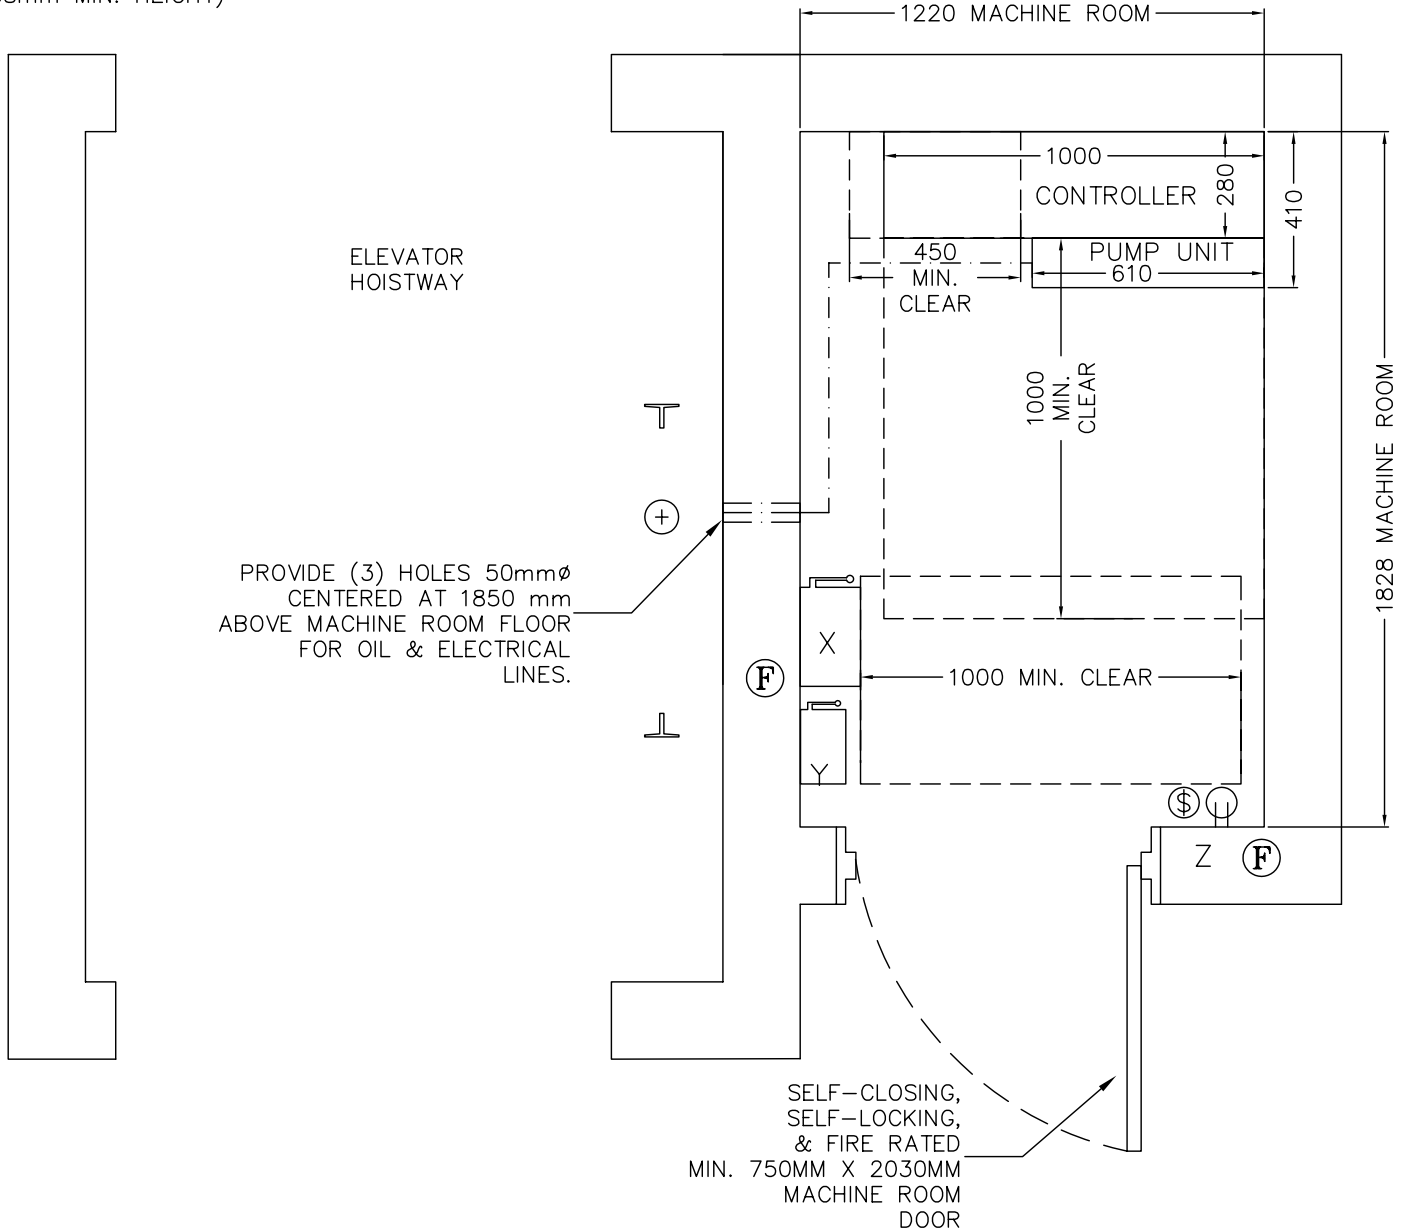 1220 MACHINE ROOM
1000
CONTROLLER
280
410
PUMP UNIT
610
450
MIN.
CLEAR
ELEVATOR
HOISTWAY
1000
MIN.
CLEAR
1828 MACHINE ROOM
PROVIDE (3) HOLES 50mmø
CENTERED AT 1850 mm
ABOVE MACHINE ROOM FLOOR
FOR OIL & ELECTRICAL
LINES.
X
F
1000 MIN. CLEAR
Y
$
Z
F
SELF-CLOSING,
SELF-LOCKING,
& FIRE RATED
MIN. 750MM X 2030MM
MACHINE ROOM
DOOR